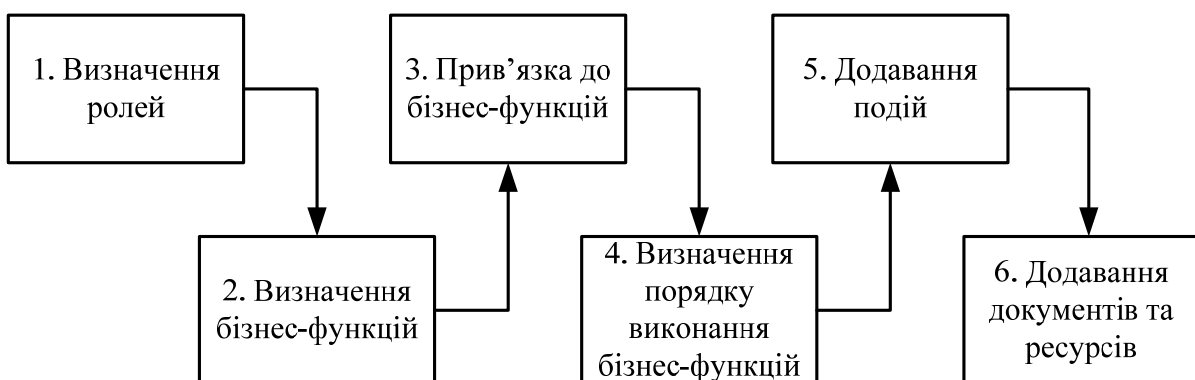 1. Визначення
ролей
2. Визначення
бізнес-функцій
3. Прив’язка до
бізнес-функцій
4. Визначення
порядку
виконання
бізнес-функцій
5. Додавання
подій
6. Додавання
документів та
ресурсів